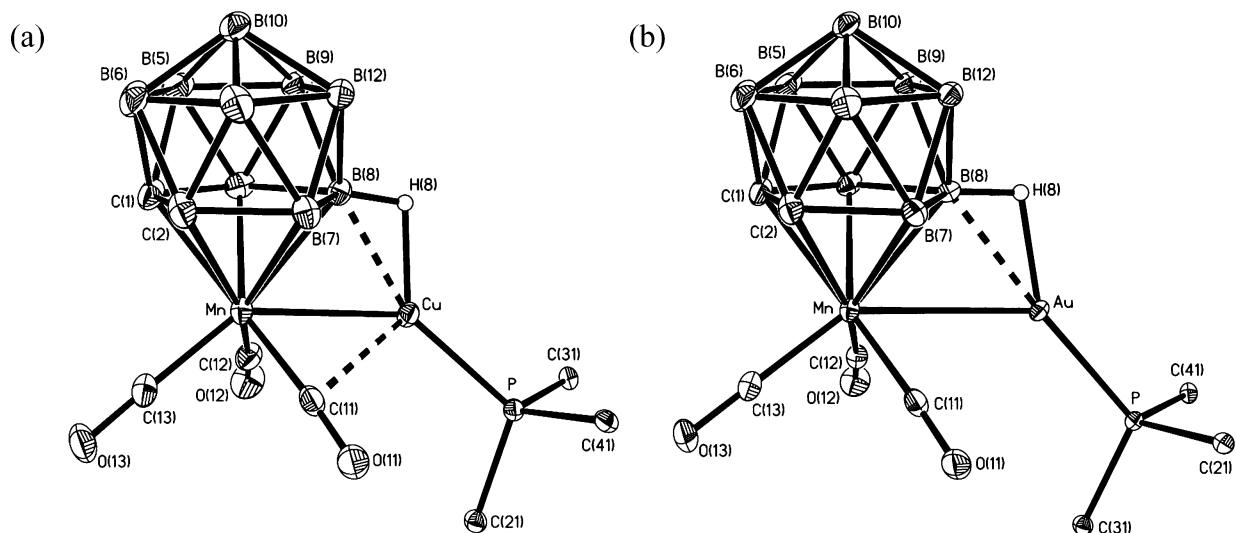 (a)
B(10)
B(5)
B(9)
B(6)
B(12)
B(8)
H(8)
C(1)
C(2)
B(7)
Mn
Cu
C(12)
O(12)
C(31)
P
C(13)
C(11)
C(41)
O(13)
O(11)
C(21)
(b)
B(10)
B(5)
B(9)
B(6)
B(12)
B(8)
H(8)
C(1)
C(2)
B(7)
Mn
Au
C(12)
O(12)
C(41)
P
C(13)
C(11)
C(21)
O(13)
O(11)
C(31)